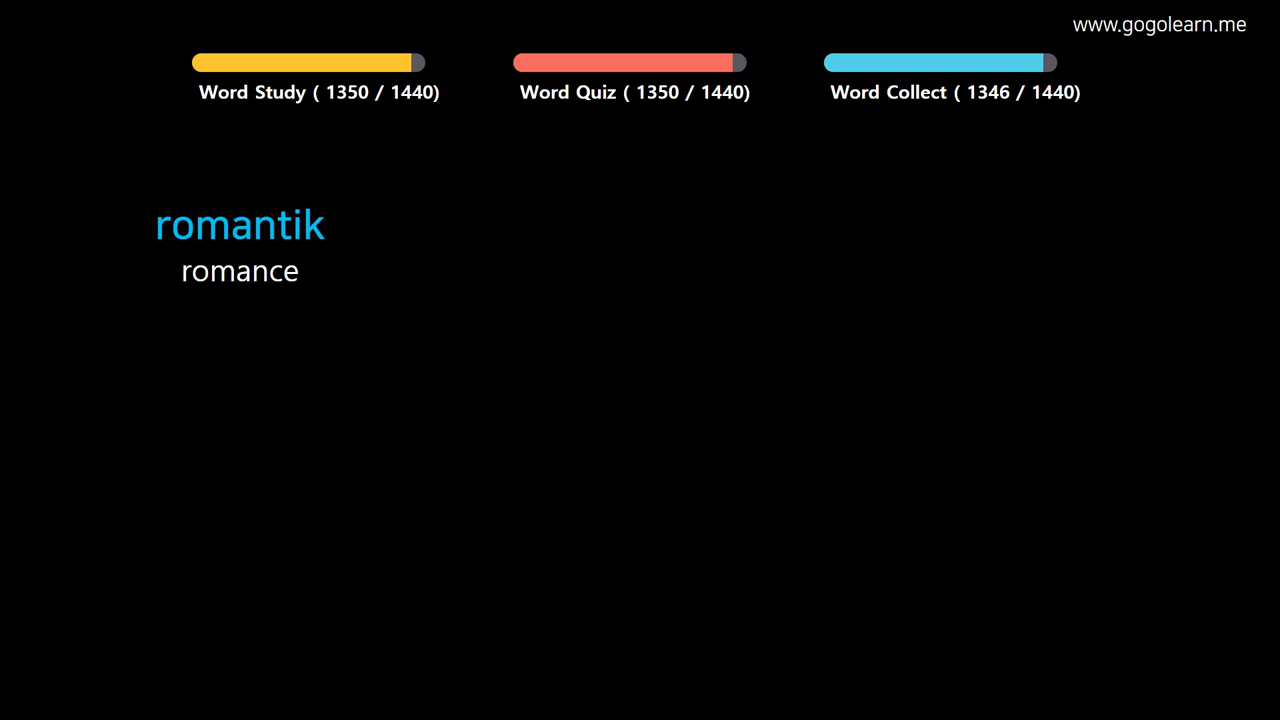 www.gogolearn.me
Word Study ( 1350 / 1440)
Word Quiz ( 1350 / 1440)
Word Collect ( 1346 / 1440)
romantik
romance